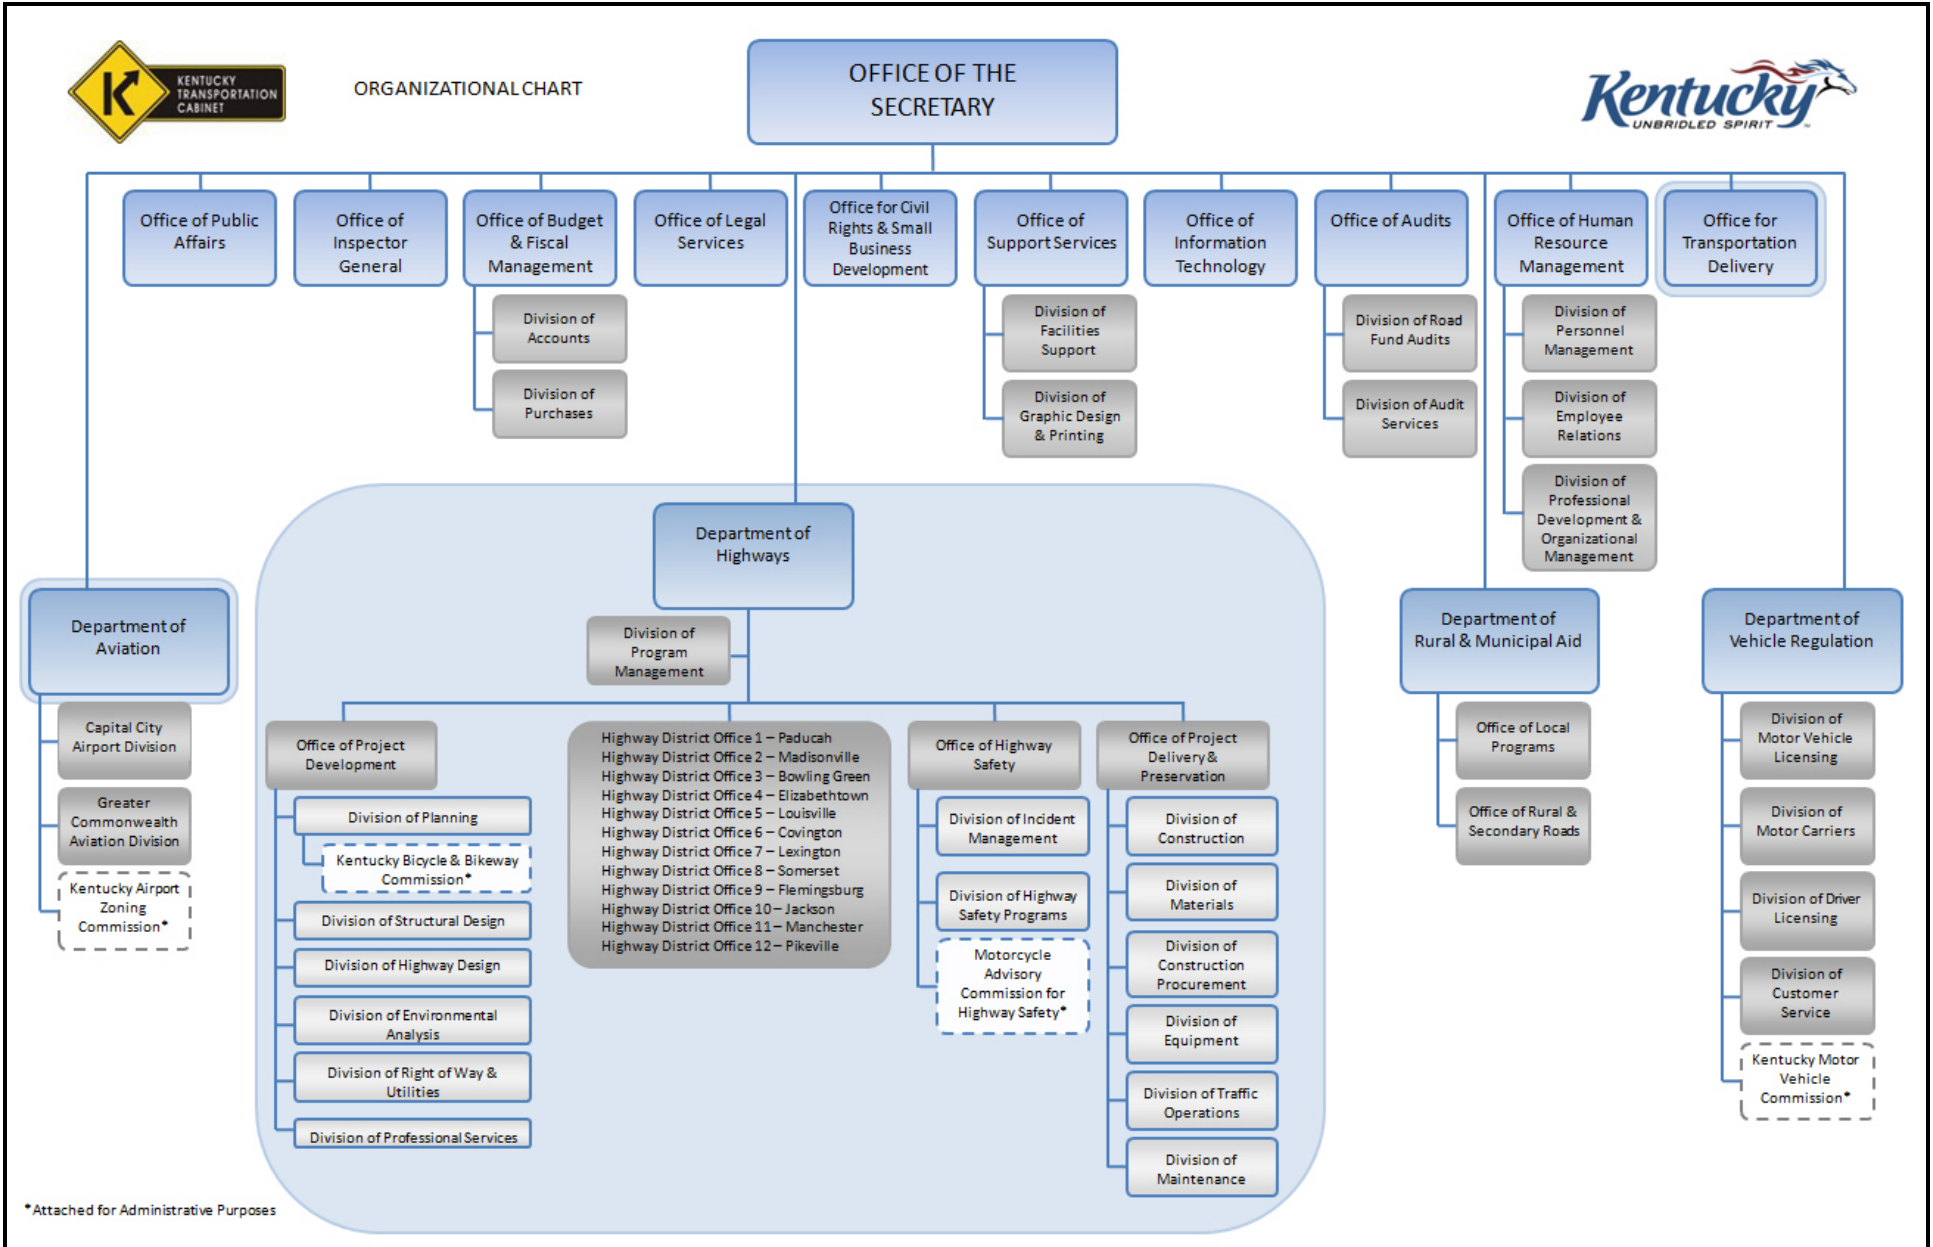 KENTUCKY
TRANSPORTATION
CABINET
ORGANIZATIONAL CHART
OFFICE OF THE
SECRETARY
Kentucky
UNBRIDLED SPIRIT
Office of Public
Affairs
Office of
Inspector
General
Office of Budget
& Fiscal
Management
Office of Legal
Services
Office for Civil
Rights & Small
Business
Development
Office of
Support Services
Office of
Information
Technology
Office of Audits
Office of Human
Resource
Management
Office for
Transportation
Delivery
Division of
Accounts
Division of
Purchases
Division of
Facilities
Support
Division of
Graphic Design
& Printing
Division of Road
Fund Audits
Division of Audit
Services
Division of
Personnel
Management
Division of
Employee
Relations
Division of
Professional
Development &
Organizational
Management
Department of
Aviation
Capital City
Airport Division
Greater
Commonwealth
Aviation Division
Kentucky Airport
Zoning
Commission*
Department of
Highways
Division of
Program
Management
Office of Project
Development
Division of Planning
Kentucky Bicycle & Bikeway
Commission*
Division of Structural Design
Division of Highway Design
Division of Environmental
Analysis
Division of Right of Way &
Utilities
Division of Professional Services
Highway District Office 1 – Paducah
Highway District Office 2 – Madisonville
Highway District Office 3 – Bowling Green
Highway District Office 4 – Elizabethtown
Highway District Office 5 – Louisville
Highway District Office 6 – Covington
Highway District Office 7 – Lexington
Highway District Office 8 – Somerset
Highway District Office 9 – Flemingsburg
Highway District Office 10 – Jackson
Highway District Office 11 – Manchester
Highway District Office 12 – Pikeville
Office of Highway
Safety
Division of Incident
Management
Division of Highway
Safety Programs
Motorcycle
Advisory
Commission for
Highway Safety*
Office of Project
Delivery &
Preservation
Division of
Construction
Division of
Materials
Division of
Construction
Procurement
Division of
Equipment
Division of Traffic
Operations
Division of
Maintenance
Department of
Rural & Municipal Aid
Office of Local
Programs
Office of Rural &
Secondary Roads
Department of
Vehicle Regulation
Division of
Motor Vehicle
Licensing
Division of
Motor Carriers
Division of Driver
Licensing
Division of
Customer
Service
Kentucky Motor
Vehicle
Commission*
*Attached for Administrative Purposes